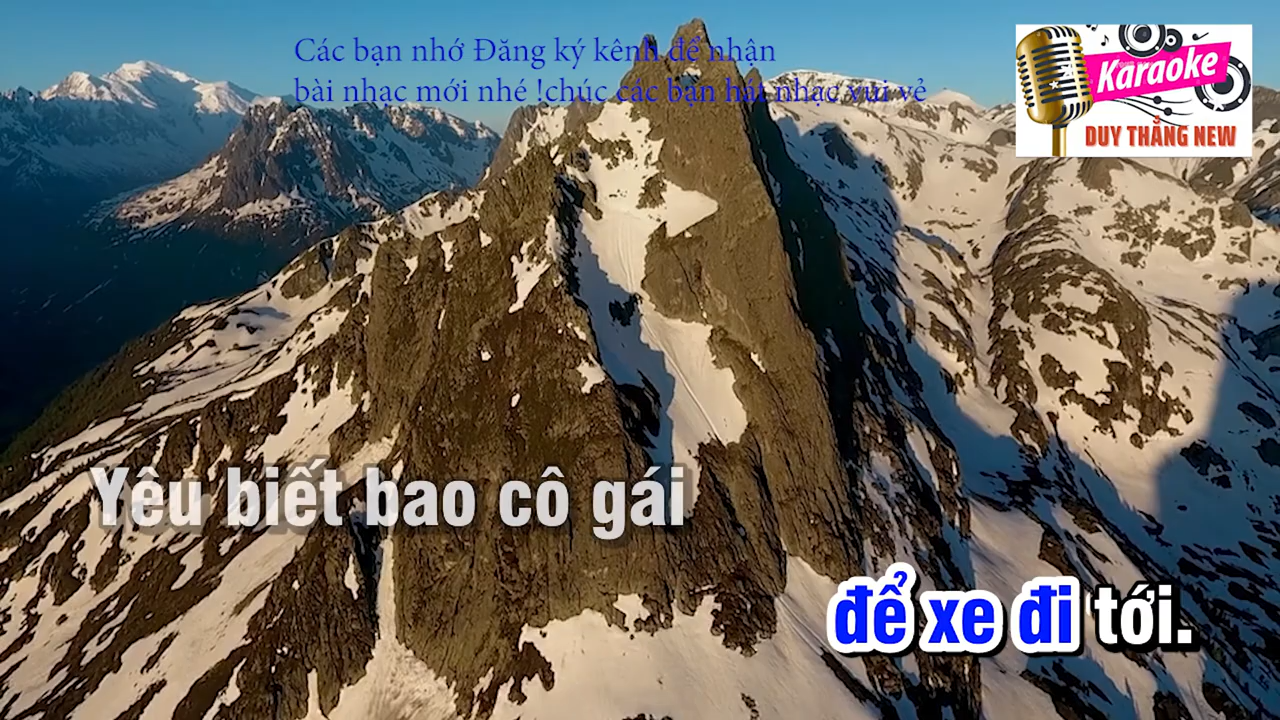 Các bạn nhớ Đăng ký kênh để nhận
bài nhạc mới nhé !chúc các bạn hát nhạc vui vẻ
Karaoke
DUY THẮNG NEW
Yêu biết bao cô gái
để xe đi tới.